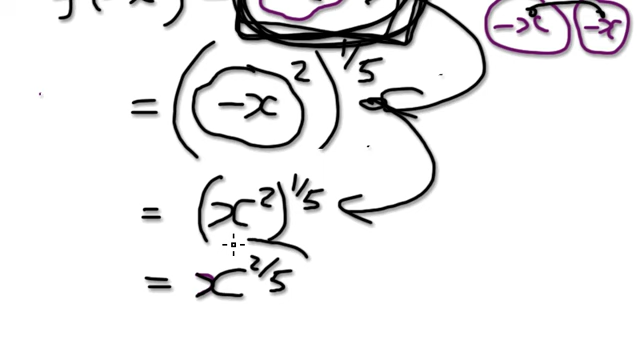 -x -x
= ((-x)²)^1/5
= (x²)^1/5
= x^2/5